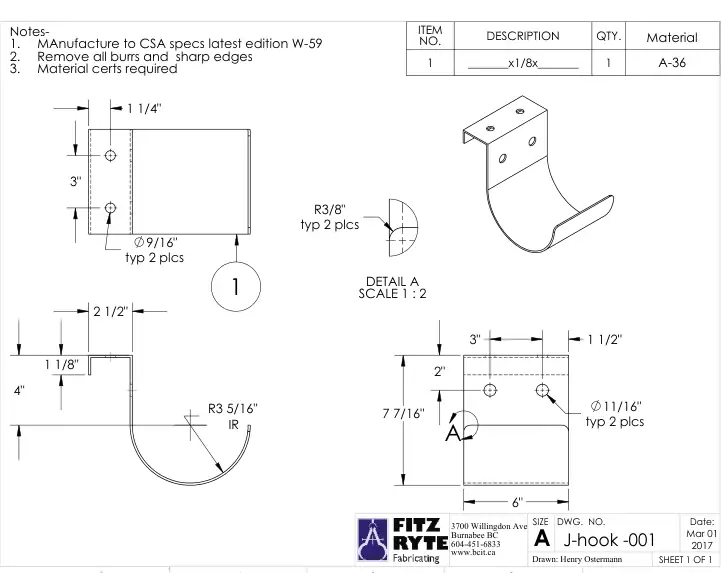 Notes-
1. MAnufacture to CSA specs latest edition W-59
2. Remove all burrs and sharp edges
3. Material certs required
ITEM NO. DESCRIPTION QTY. Material
1 _______x1/8x_______ 1 A-36
1 1/4"
3"
∅9/16"
typ 2 plcs
1
R3/8"
typ 2 plcs
DETAIL A
SCALE 1 : 2
2 1/2"
1 1/8"
4"
R3 5/16"
IR
3"
1 1/2"
2"
7 7/16"
∅11/16"
typ 2 plcs
A
6"
FITZ
RYTE
Fabricating
3700 Willingdon Ave
Burnabee BC
604-451-6833
www.bcit.ca
SIZE DWG. NO.
A J-hook -001
Date:
Mar 01
2017
Drawn: Henry Ostermann
SHEET 1 OF 1